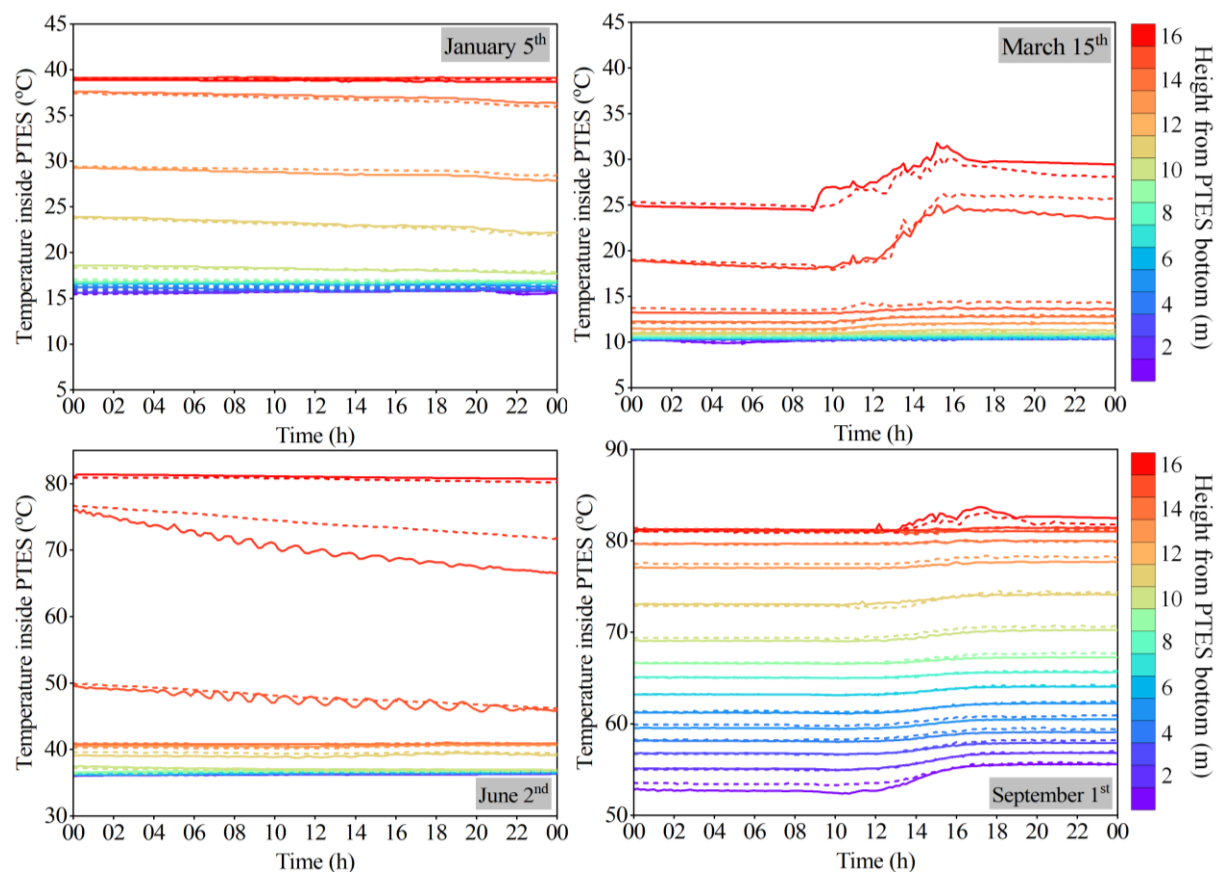 45
40
35
30
25
20
15
10
5
Temperature inside PTES (°C)
January 5th
00 02 04 06 08 10 12 14 16 18 20 22 00
Time (h)
45
40
35
30
25
20
15
10
5
Temperature inside PTES (°C)
March 15th
00 02 04 06 08 10 12 14 16 18 20 22 00
Time (h)
16
14
12
10
8
6
4
2
Height from PTES bottom (m)
80
70
60
50
40
30
Temperature inside PTES (°C)
June 2nd
00 02 04 06 08 10 12 14 16 18 20 22 00
Time (h)
90
80
70
60
50
Temperature inside PTES (°C)
September 1st
00 02 04 06 08 10 12 14 16 18 20 22 00
Time (h)
16
14
12
10
8
6
4
2
Height from PTES bottom (m)